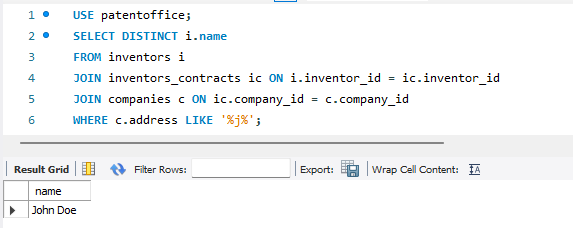 1 USE patentoffice;
2 SELECT DISTINCT i.name
3 FROM inventors i
4 JOIN inventors_contracts ic ON i.inventor_id = ic.inventor_id
5 JOIN companies c ON ic.company_id = c.company_id
6 WHERE c.address LIKE '%j%';
Result Grid Filter Rows: Export: Wrap Cell Content: IA
name
John Doe